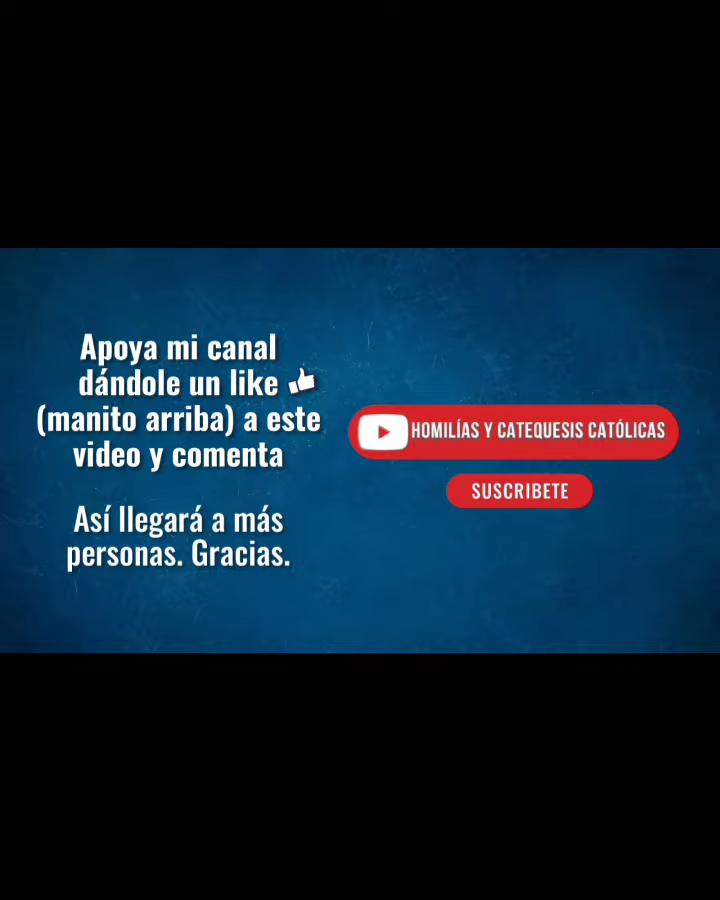 Apoya mi canal
dándole un like
(manito arriba) a este
video y comenta
Así llegará a más
personas. Gracias.
HOMILÍAS Y CATEQUESIS CATÓLICAS
SUSCRIBETE